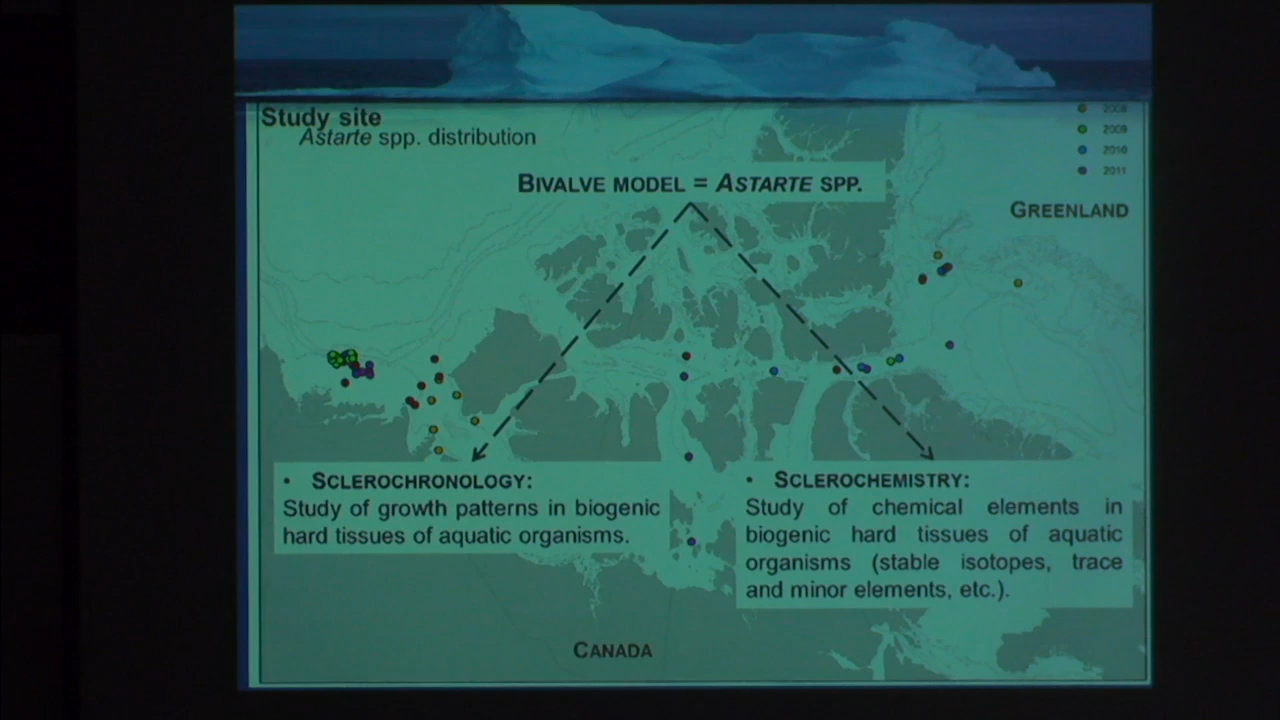 Study site
Astarte spp. distribution
2008
2009
2010
2011
BIVALVE MODEL = ASTARTE SPP.
GREENLAND
• SCLEROCHRONOLOGY:
Study of growth patterns in biogenic
hard tissues of aquatic organisms.
• SCLEROCHEMISTRY:
Study of chemical elements in
biogenic hard tissues of aquatic
organisms (stable isotopes, trace
and minor elements, etc.).
CANADA